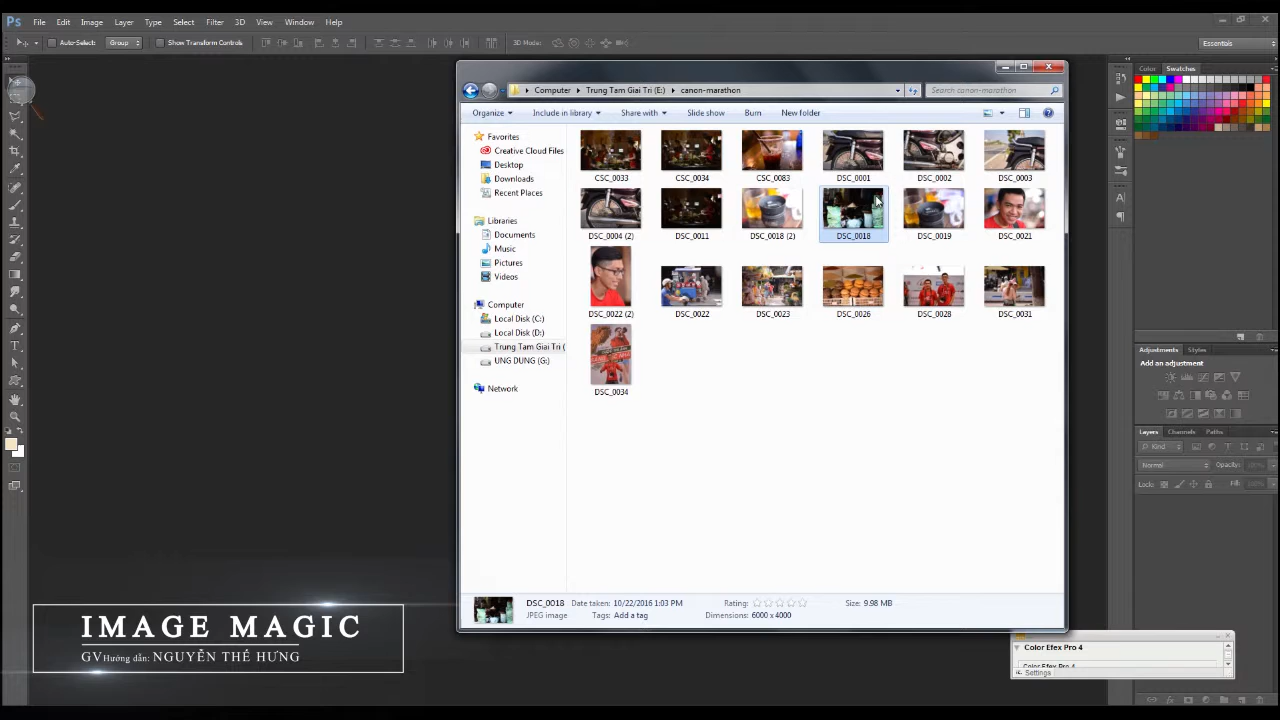 Ps File Edit Image Layer Type Select Filter 3D View Window Help
Auto-Select: Group Show Transform Controls 3D Mode: Essentials
Computer Trung Tam Giai Tri (E:) canon-marathon Search canon-marathon
Organize Include in library Share with Slide show Burn New folder
Favorites
Creative Cloud Files
Desktop
Downloads
Recent Places
Libraries
Documents
Music
Pictures
Videos
Computer
Local Disk (C:)
Local Disk (D:)
Trung Tam Giai Tri (
UNG DUNG (G:)
Network
CSC_0033 CSC_0034 CSC_0083 DSC_0001 DSC_0002 DSC_0003
DSC_0004 (2) DSC_0011 DSC_0018 (2) DSC_0018 DSC_0019 DSC_0021
DSC_0022 (2) DSC_0022 DSC_0023 DSC_0026 DSC_0028 DSC_0031
DSC_0034
DSC_0018 Date taken: 10/22/2016 1:03 PM Rating: Size: 9.98 MB
JPEG image Tags: Add a tag Dimensions: 6000 x 4000
Color Swatches
Adjustments Styles
Add an adjustment
Layers Channels Paths
Kind
Normal Opacity:
Lock: Fill:
Color Efex Pro 4
Color Efex Pro 4
Settings
IMAGE MAGIC
GVHướng dẫn: NGUYỄN THẾ HƯNG